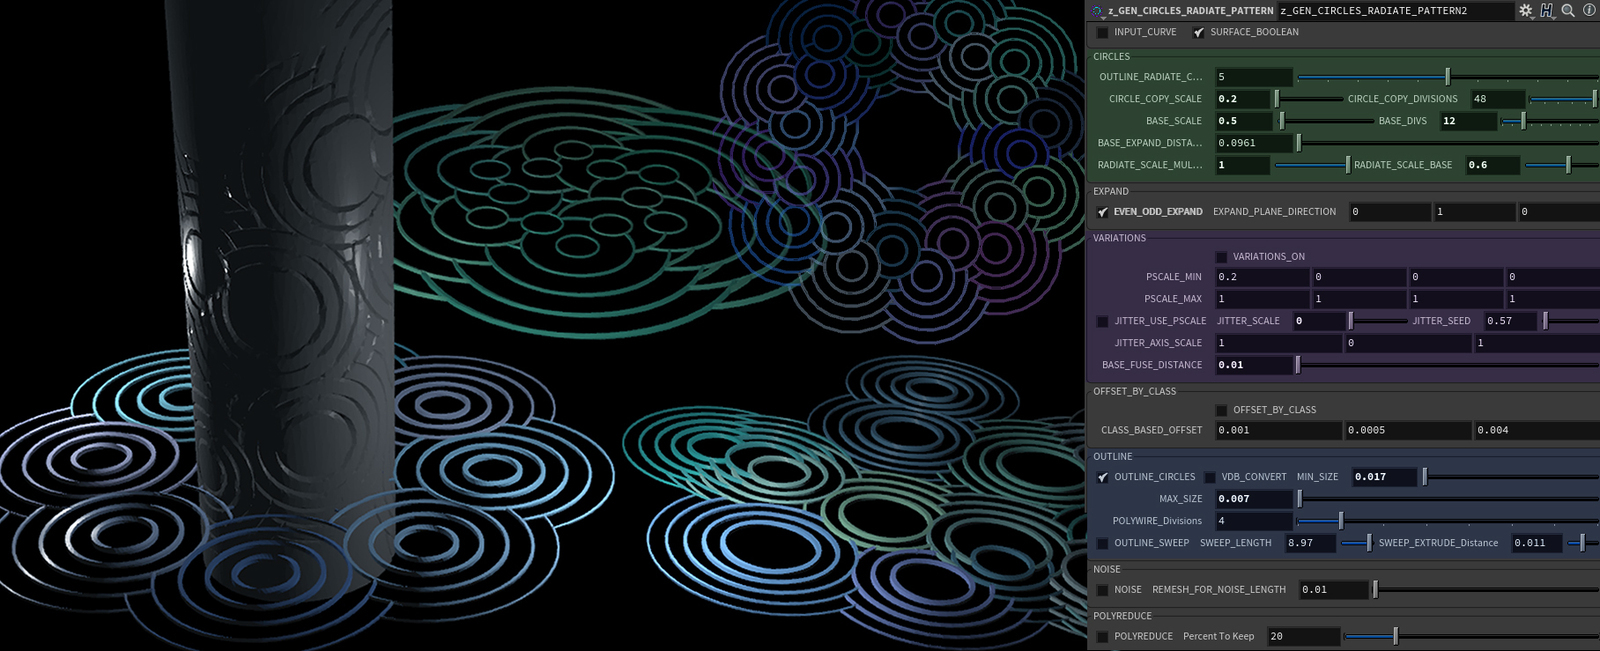 z_GEN_CIRCLES_RADIATE_PATTERN z_GEN_CIRCLES_RADIATE_PATTERN2
INPUT_CURVE SURFACE_BOOLEAN
CIRCLES
OUTLINE_RADIATE_C... 5
CIRCLE_COPY_SCALE 0.2 CIRCLE_COPY_DIVISIONS 48
BASE_SCALE 0.5 BASE_DIVS 12
BASE_EXPAND_DISTA... 0.0961
RADIATE_SCALE_MUL... 1 RADIATE_SCALE_BASE 0.6
EXPAND
EVEN_ODD_EXPAND EXPAND_PLANE_DIRECTION 0 1 0
VARIATIONS
VARIATIONS_ON
PSCALE_MIN 0.2 0 0 0
PSCALE_MAX 1 1 1 1
JITTER_USE_PSCALE JITTER_SCALE 0 JITTER_SEED 0.57
JITTER_AXIS_SCALE 1 0 1
BASE_FUSE_DISTANCE 0.01
OFFSET_BY_CLASS
OFFSET_BY_CLASS
CLASS_BASED_OFFSET 0.001 0.0005 0.004
OUTLINE
OUTLINE_CIRCLES VDB_CONVERT MIN_SIZE 0.017
MAX_SIZE 0.007
POLYWIRE_Divisions 4
OUTLINE_SWEEP SWEEP_LENGTH 8.97 SWEEP_EXTRUDE_Distance 0.011
NOISE
NOISE REMESH_FOR_NOISE_LENGTH 0.01
POLYREDUCE
POLYREDUCE Percent To Keep 20